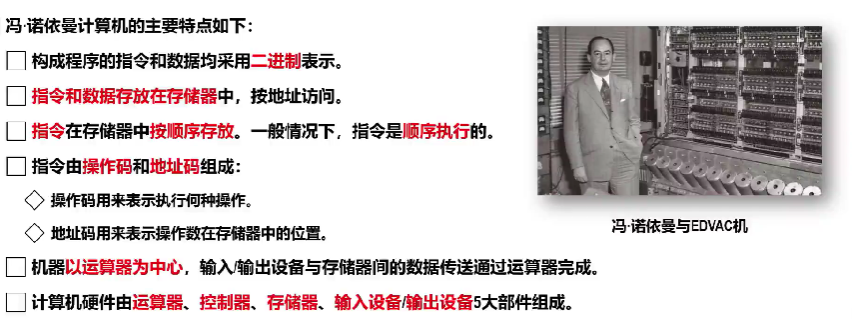 冯·诺依曼计算机的主要特点如下：
构成程序的指令和数据均采用二进制表示。
指令和数据存放在存储器中，按地址访问。
指令在存储器中按顺序存放。一般情况下，指令是顺序执行的。
指令由操作码和地址码组成：
操作码用来表示执行何种操作。
地址码用来表示操作数在存储器中的位置。
机器以运算器为中心，输入/输出设备与存储器间的数据传送通过运算器完成。
计算机硬件由运算器、控制器、存储器、输入设备/输出设备5大部件组成。
冯·诺依曼与EDVAC机